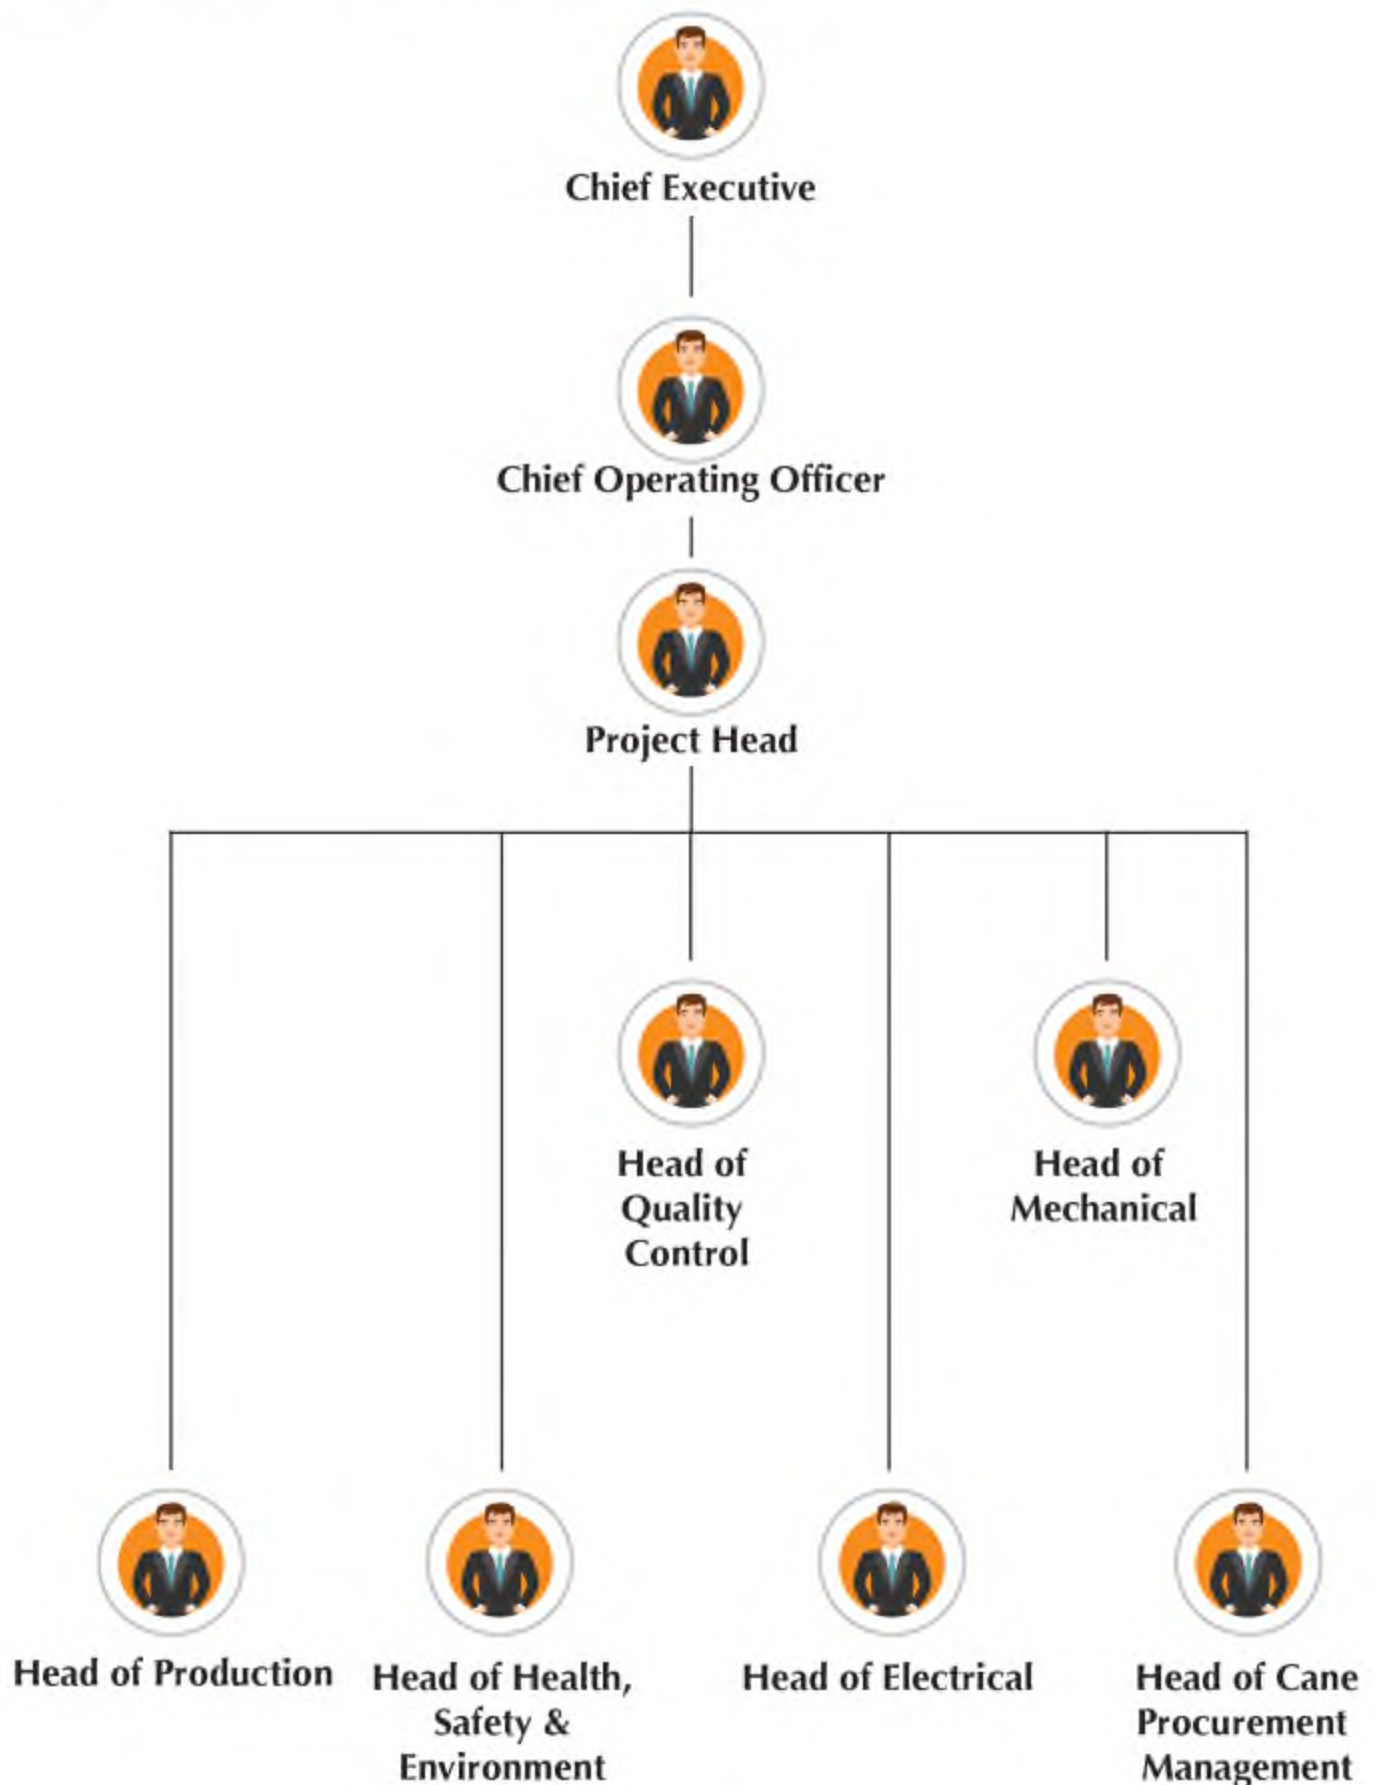 Chief Executive
Chief Operating Officer
Project Head
Head of
Quality
Control
Head of
Mechanical
Head of Production
Head of Health,
Safety &
Environment
Head of Electrical
Head of Cane
Procurement
Management